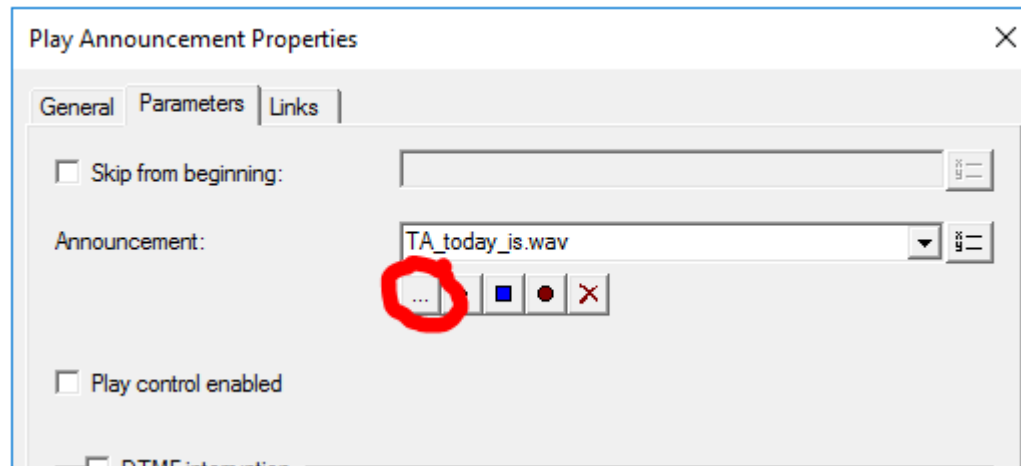 Play Announcement Properties
General Parameters Links
Skip from beginning:
Announcement: TA_today_is.wav
...
Play control enabled